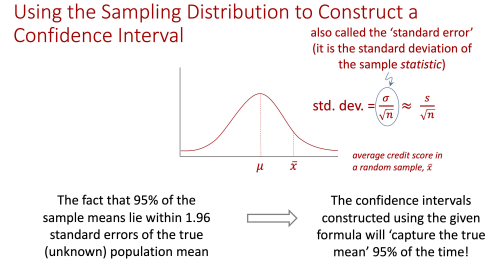 Using the Sampling Distribution to Construct a
Confidence Interval
also called the ‘standard error’
(it is the standard deviation of
the sample statistic)
std. dev. = σ/√n ≈ s/√n
μ x̄
average credit score in
a random sample, x̄
The fact that 95% of the
sample means lie within 1.96
standard errors of the true
(unknown) population mean
The confidence intervals
constructed using the given
formula will ‘capture the true
mean’ 95% of the time!